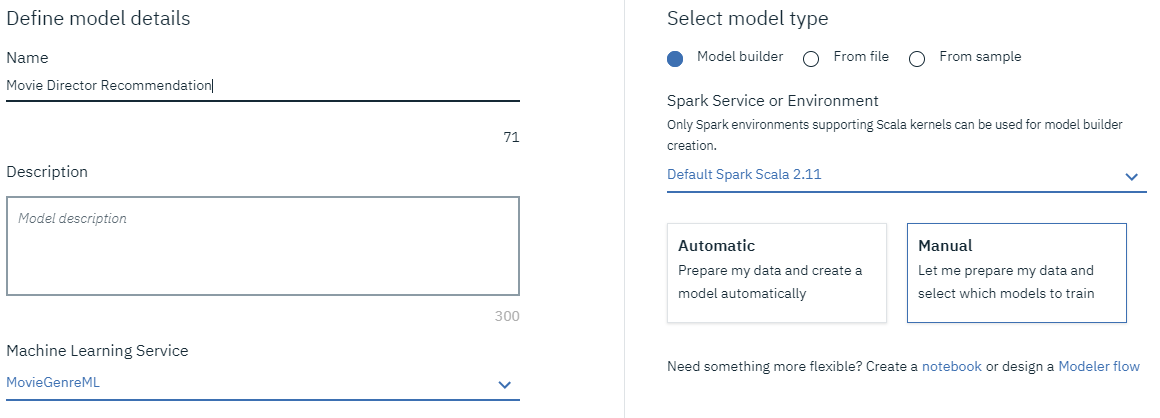 Define model details
Name
Movie Director Recommendation
71
Description
Model description
300
Machine Learning Service
MovieGenreML
Select model type
Model builder
From file
From sample
Spark Service or Environment
Only Spark environments supporting Scala kernels can be used for model builder
creation.
Default Spark Scala 2.11
Automatic
Prepare my data and create a
model automatically
Manual
Let me prepare my data and
select which models to train
Need something more flexible? Create a notebook or design a Modeler flow